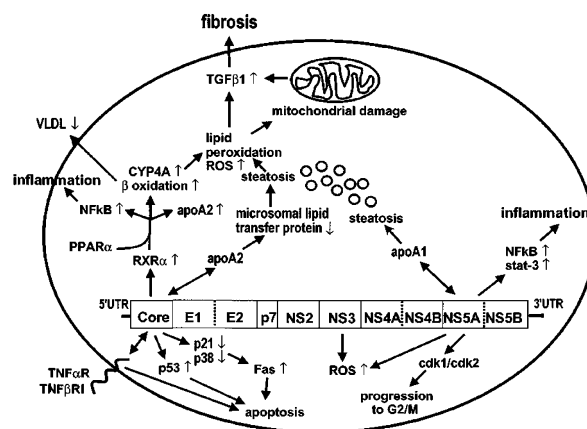 fibrosis
TGFβ1 ↑
mitochondrial damage
VLDL ↓
lipid
peroxidation
ROS ↑
CYP4A ↑
β oxidation ↑
steatosis
inflammation
NFkB ↑
apoA2 ↑
microsomal lipid
transfer protein ↓
steatosis
inflammation
PPARα
RXRα ↑
apoA2
apoA1
NFkB ↑
stat-3 ↑
5'UTR
Core E1 E2 p7 NS2 NS3 NS4A NS4B NS5A NS5B
3'UTR
p21 ↓
p38 ↓
p53 ↑
Fas ↑
ROS ↑
cdk1/cdk2
TNFαR
TNFβRI
apoptosis
progression
to G2/M